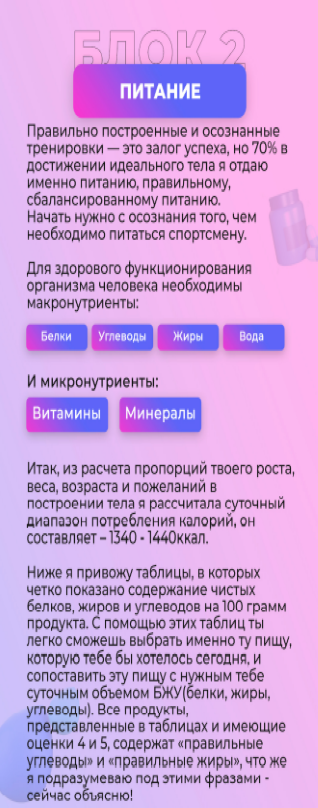 БЛОК 2
ПИТАНИЕ
Правильно построенные и осознанные
тренировки — это залог успеха, но 70% в
достижении идеального тела я отдаю
именно питанию, правильному,
сбалансированному питанию.
Начать нужно с осознания того, чем
необходимо питаться спортсмену.
Для здорового функционирования
организма человека необходимы
макронутриенты:
Белки Углеводы Жиры Вода
И микронутриенты:
Витамины Минералы
Итак, из расчета пропорций твоего роста,
веса, возраста и пожеланий в
построении тела я рассчитала суточный
диапазон потребления калорий, он
составляет – 1340 - 1440ккал.
Ниже я привожу таблицы, в которых
четко показано содержание чистых
белков, жиров и углеводов на 100 грамм
продукта. С помощью этих таблиц ты
легко сможешь выбрать именно ту пищу,
которую тебе бы хотелось сегодня, и
сопоставить эту пищу с нужным тебе
суточным объемом БЖУ(белки, жиры,
углеводы). Все продукты,
представленные в таблицах и имеющие
оценки 4 и 5, содержат «правильные
углеводы» и «правильные жиры», что же
я подразумеваю под этими фразами -
сейчас объясню!